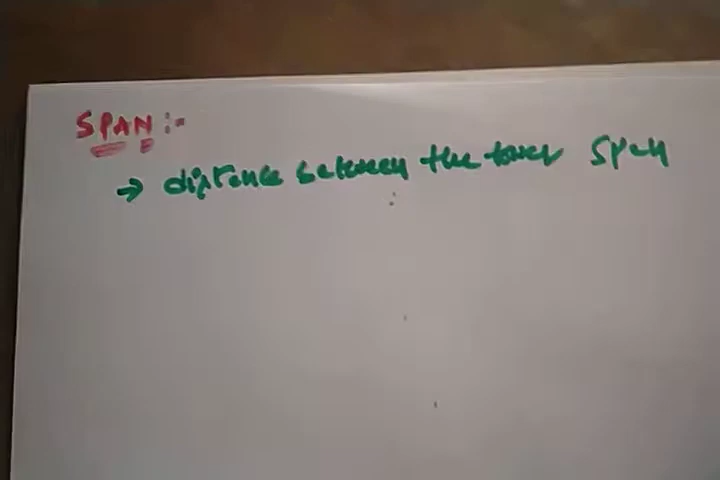 SPAN :-
→ distance between the tower span